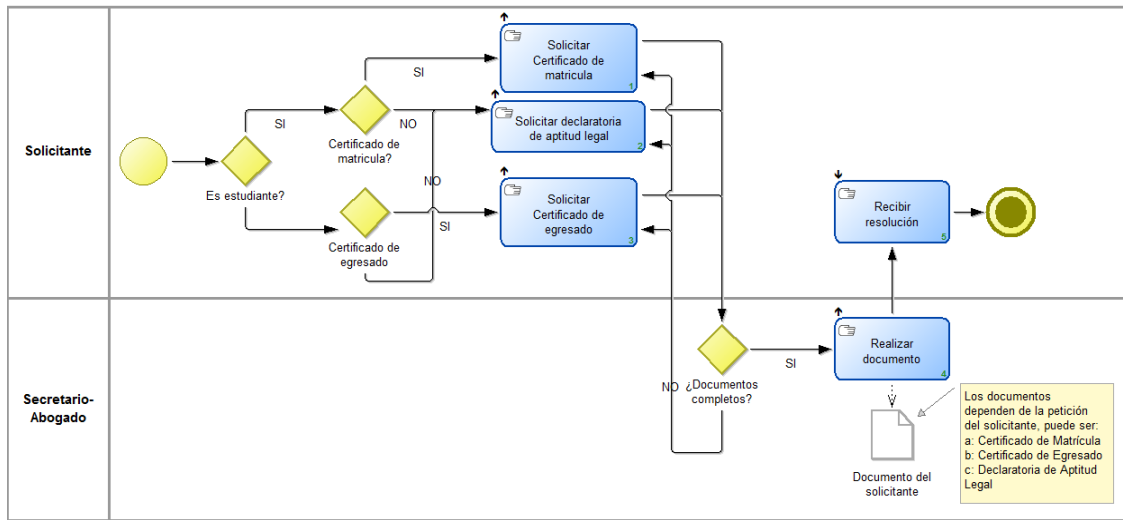 Solicitante
Es estudiante?
SI
Certificado de
matricula?
SI
NO
Certificado de
egresado
NO
SI
Solicitar
Certificado de
matricula
1
Solicitar declaratoria
de aptitud legal
2
Solicitar
Certificado de
egresado
3
Recibir
resolución
5
Secretario-
Abogado
¿Documentos
completos?
NO
SI
Realizar
documento
4
Documento del
solicitante
Los documentos
dependen de la petición
del solicitante, puede ser:
a: Certificado de Matrícula
b: Certificado de Egresado
c: Declaratoria de Aptitud
Legal